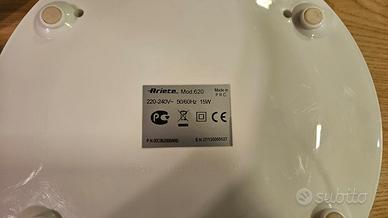 Ariete Mod.620
Made in
P.R.C.
220-240V~ 50/60Hz 15W
subito